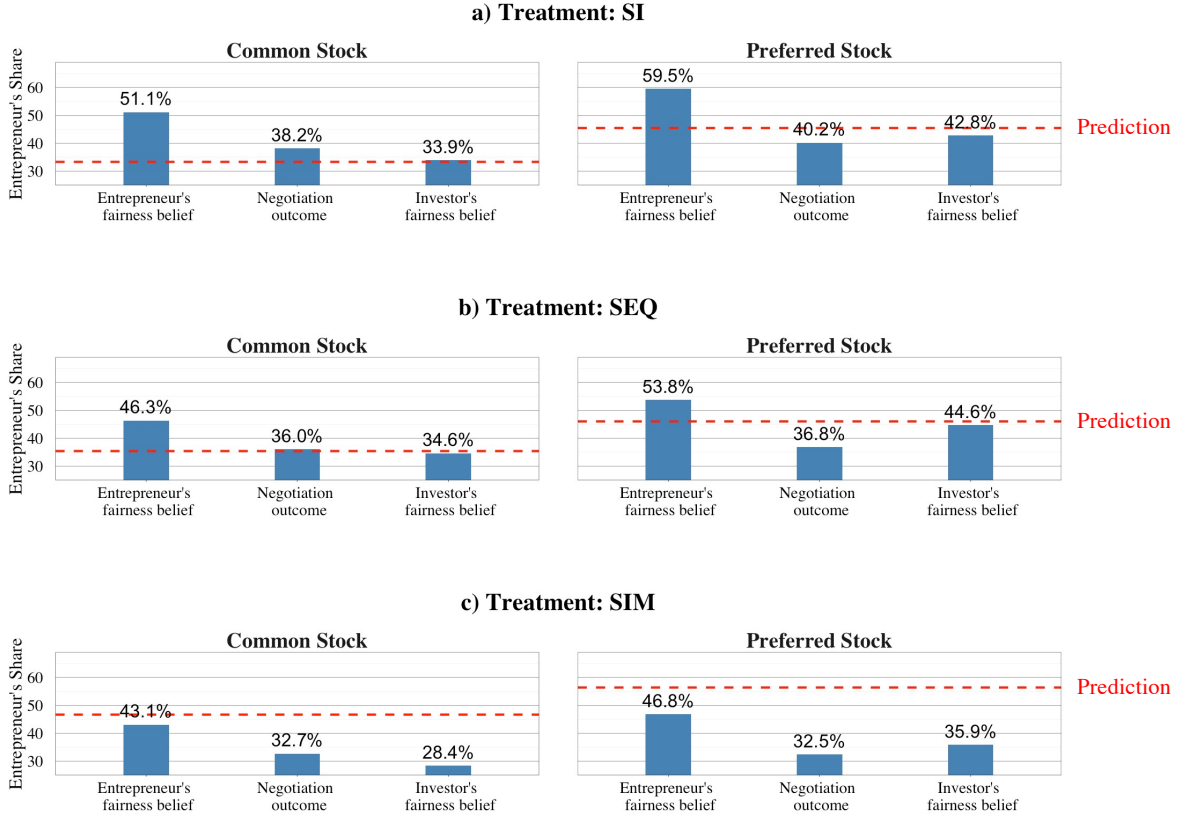 a) Treatment: SI
Common Stock
Preferred Stock
Entrepreneur's Share
60
50
40
30
51.1%
38.2%
33.9%
59.5%
40.2%
42.8%
Prediction
Entrepreneur's
fairness belief
Negotiation
outcome
Investor's
fairness belief
Entrepreneur's
fairness belief
Negotiation
outcome
Investor's
fairness belief
b) Treatment: SEQ
Common Stock
Preferred Stock
Entrepreneur's Share
60
50
40
30
46.3%
36.0%
34.6%
53.8%
36.8%
44.6%
Prediction
Entrepreneur's
fairness belief
Negotiation
outcome
Investor's
fairness belief
Entrepreneur's
fairness belief
Negotiation
outcome
Investor's
fairness belief
c) Treatment: SIM
Common Stock
Preferred Stock
Entrepreneur's Share
60
50
40
30
43.1%
32.7%
28.4%
46.8%
32.5%
35.9%
Prediction
Entrepreneur's
fairness belief
Negotiation
outcome
Investor's
fairness belief
Entrepreneur's
fairness belief
Negotiation
outcome
Investor's
fairness belief